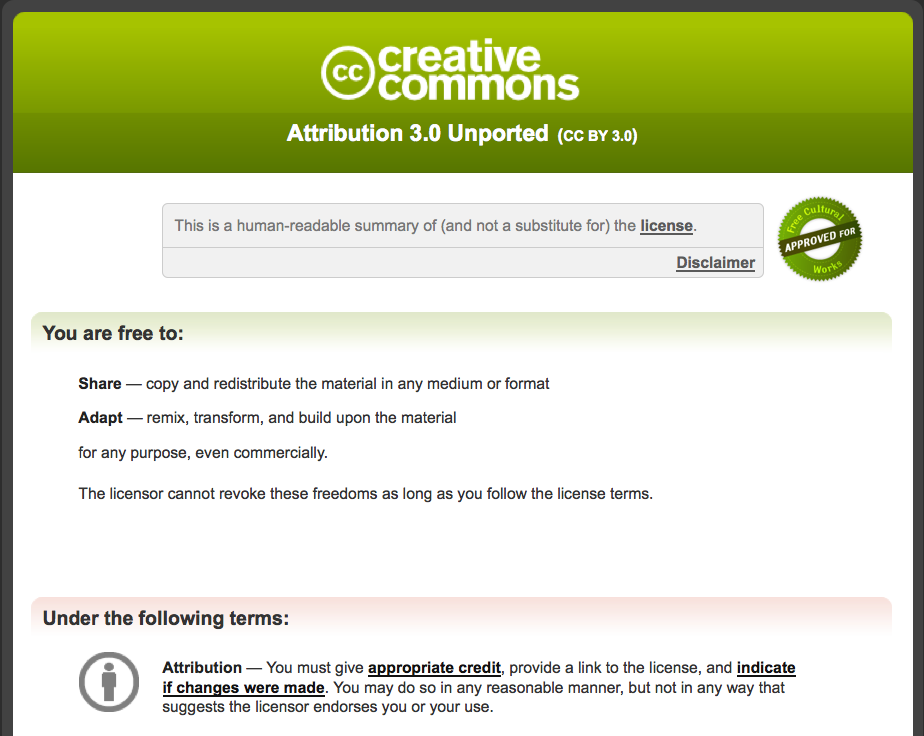 cc creative
commons
Attribution 3.0 Unported (CC BY 3.0)
This is a human-readable summary of (and not a substitute for) the license.
Disclaimer
Free Cultural
APPROVED FOR
Works
You are free to:
Share — copy and redistribute the material in any medium or format
Adapt — remix, transform, and build upon the material
for any purpose, even commercially.
The licensor cannot revoke these freedoms as long as you follow the license terms.
Under the following terms:
Attribution — You must give appropriate credit, provide a link to the license, and indicate
if changes were made. You may do so in any reasonable manner, but not in any way that
suggests the licensor endorses you or your use.